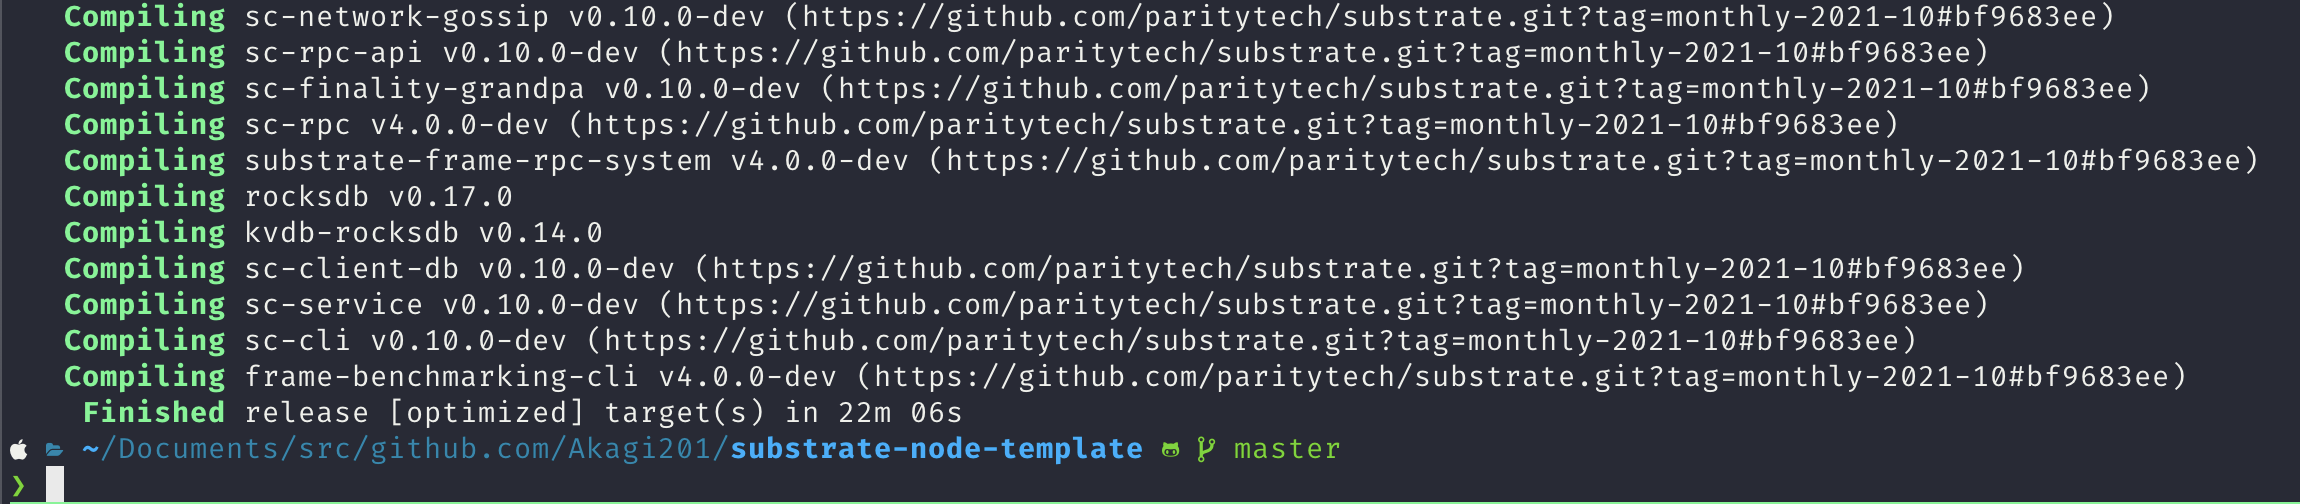 Compiling sc-network-gossip v0.10.0-dev (https://github.com/paritytech/substrate.git?tag=monthly-2021-10#bf9683ee)
Compiling sc-rpc-api v0.10.0-dev (https://github.com/paritytech/substrate.git?tag=monthly-2021-10#bf9683ee)
Compiling sc-finality-grandpa v0.10.0-dev (https://github.com/paritytech/substrate.git?tag=monthly-2021-10#bf9683ee)
Compiling sc-rpc v4.0.0-dev (https://github.com/paritytech/substrate.git?tag=monthly-2021-10#bf9683ee)
Compiling substrate-frame-rpc-system v4.0.0-dev (https://github.com/paritytech/substrate.git?tag=monthly-2021-10#bf9683ee)
Compiling rocksdb v0.17.0
Compiling kvdb-rocksdb v0.14.0
Compiling sc-client-db v0.10.0-dev (https://github.com/paritytech/substrate.git?tag=monthly-2021-10#bf9683ee)
Compiling sc-service v0.10.0-dev (https://github.com/paritytech/substrate.git?tag=monthly-2021-10#bf9683ee)
Compiling sc-cli v0.10.0-dev (https://github.com/paritytech/substrate.git?tag=monthly-2021-10#bf9683ee)
Compiling frame-benchmarking-cli v4.0.0-dev (https://github.com/paritytech/substrate.git?tag=monthly-2021-10#bf9683ee)
Finished release [optimized] target(s) in 22m 06s
~/Documents/src/github.com/Akagi201/substrate-node-template master
❯